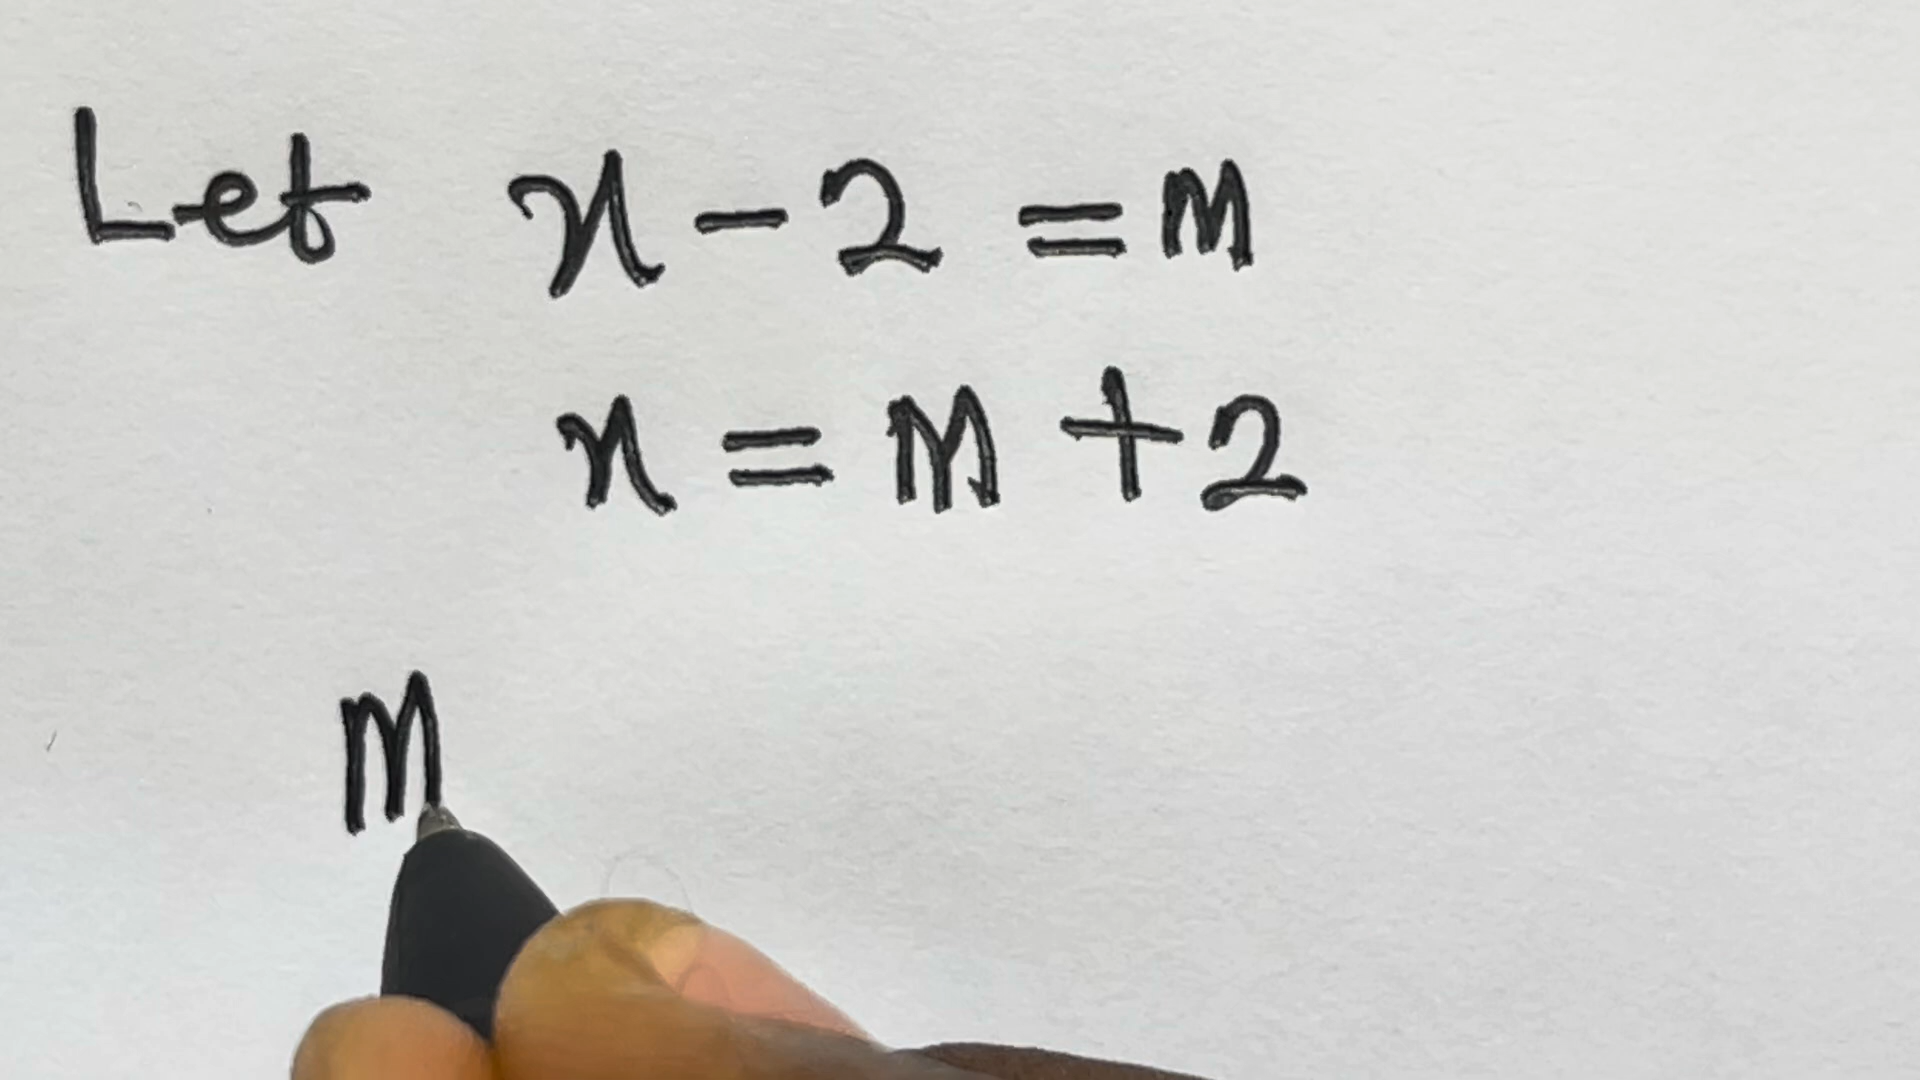 Let x - 2 = m
x = m + 2
m